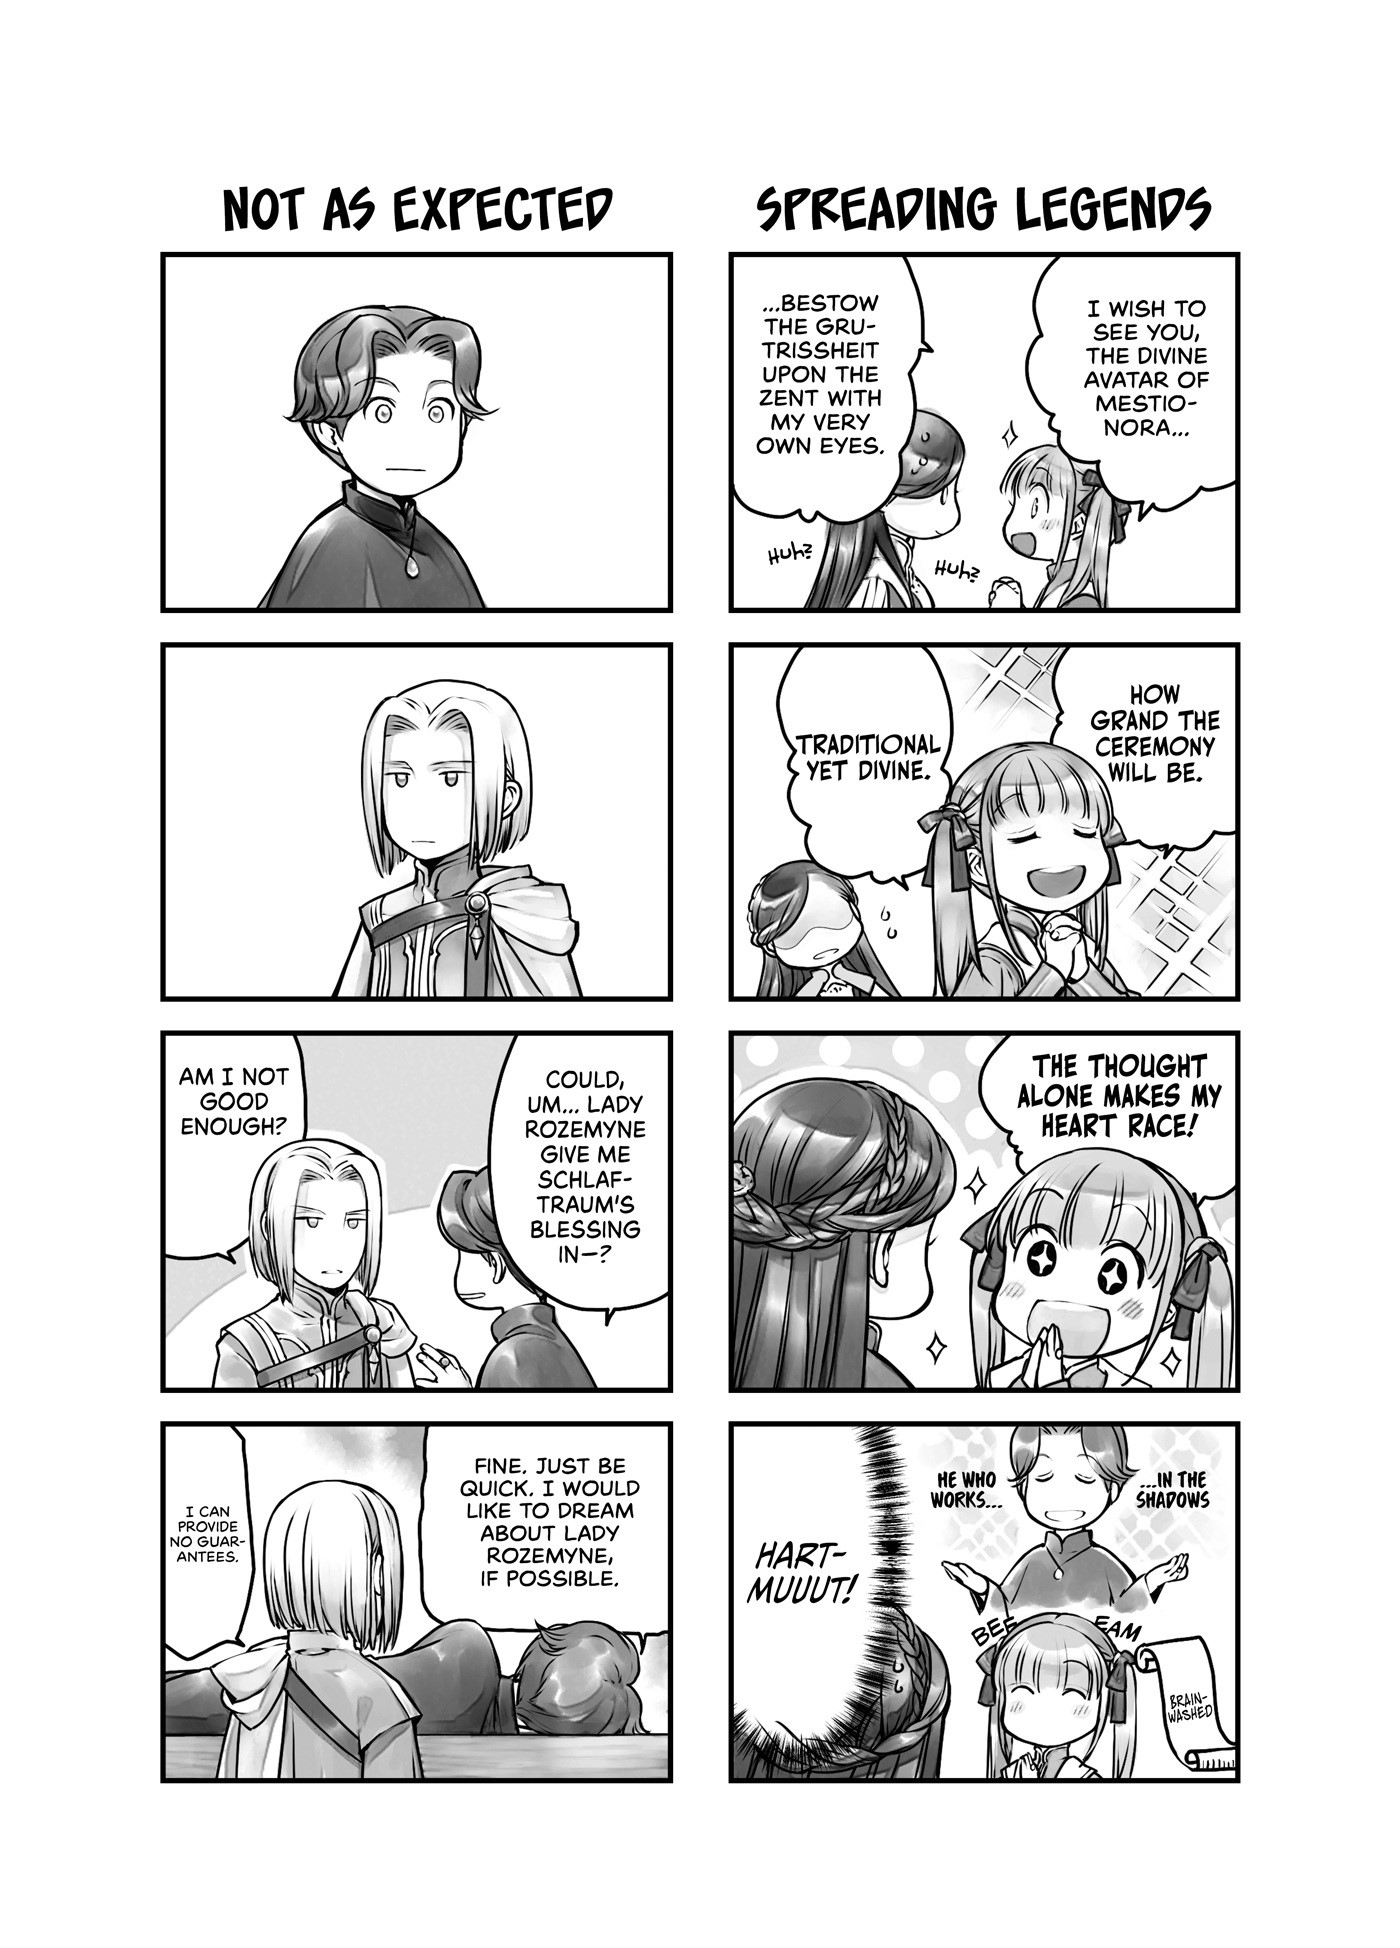 SPREADING LEGENDS
I WISH TO
SEE YOU,
THE DIVINE
AVATAR OF
MESTIO-
NORA...
...BESTOW
THE GRU-
TRISSHEIT
UPON THE
ZENT WITH
MY VERY
OWN EYES.
HUH?
HUH?
HOW
GRAND THE
CEREMONY
WILL BE.
TRADITIONAL
YET DIVINE.
THE THOUGHT
ALONE MAKES MY
HEART RACE!
HE WHO
WORKS...
...IN THE
SHADOWS
BEE
EAM
BRAIN-
WASHED
HART-
MUUUT!
NOT AS EXPECTED
COULD,
UM... LADY
ROZEMYNE
GIVE ME
SCHLAF-
TRAUM'S
BLESSING
IN—?
AM I NOT
GOOD
ENOUGH?
FINE. JUST BE
QUICK. I WOULD
LIKE TO DREAM
ABOUT LADY
ROZEMYNE,
IF POSSIBLE.
I CAN
PROVIDE
NO GUAR-
ANTEES.